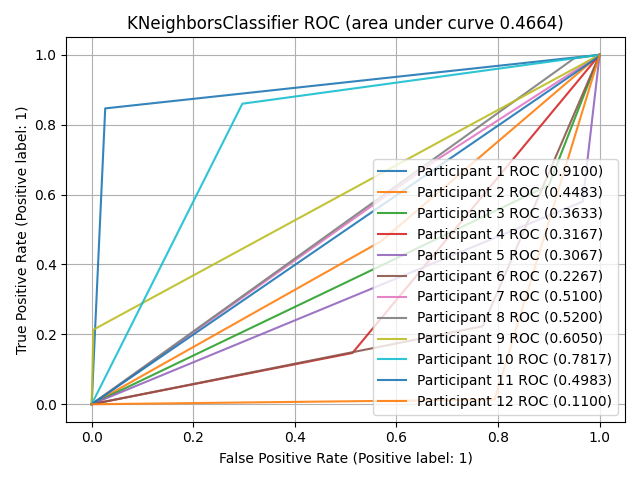 KNeighborsClassifier ROC (area under curve 0.4664)
True Positive Rate (Positive label: 1)
1.0
0.8
0.6
0.4
0.2
0.0
Participant 1 ROC (0.9100)
Participant 2 ROC (0.4483)
Participant 3 ROC (0.3633)
Participant 4 ROC (0.3167)
Participant 5 ROC (0.3067)
Participant 6 ROC (0.2267)
Participant 7 ROC (0.5100)
Participant 8 ROC (0.5200)
Participant 9 ROC (0.6050)
Participant 10 ROC (0.7817)
Participant 11 ROC (0.4983)
Participant 12 ROC (0.1100)
0.0 0.2 0.4 0.6 0.8 1.0
False Positive Rate (Positive label: 1)